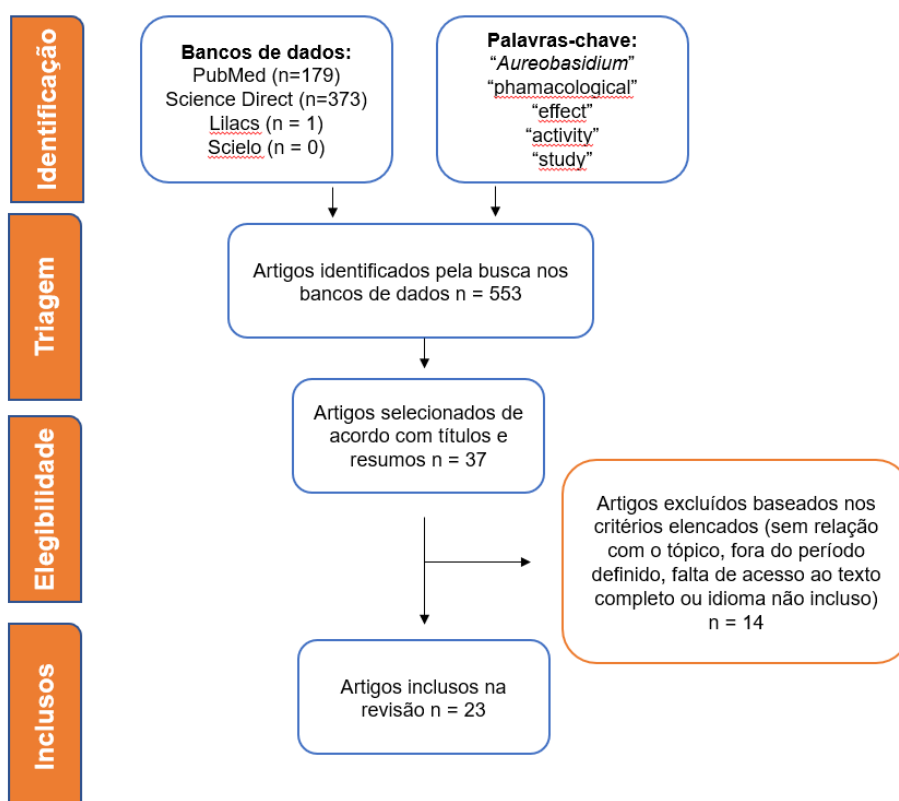 Identificação
Bancos de dados:
PubMed (n=179)
Science Direct (n=373)
Lilacs (n = 1)
Scielo (n = 0)
Palavras-chave:
“Aureobasidium”
“phamacological”
“effect”
“activity”
“study”
Triagem
Artigos identificados pela busca nos
bancos de dados n = 553
Elegibilidade
Artigos selecionados de
acordo com títulos e
resumos n = 37
Artigos excluídos baseados nos
critérios elencados (sem relação
com o tópico, fora do período
definido, falta de acesso ao texto
completo ou idioma não incluso)
n = 14
Inclusos
Artigos inclusos na
revisão n = 23